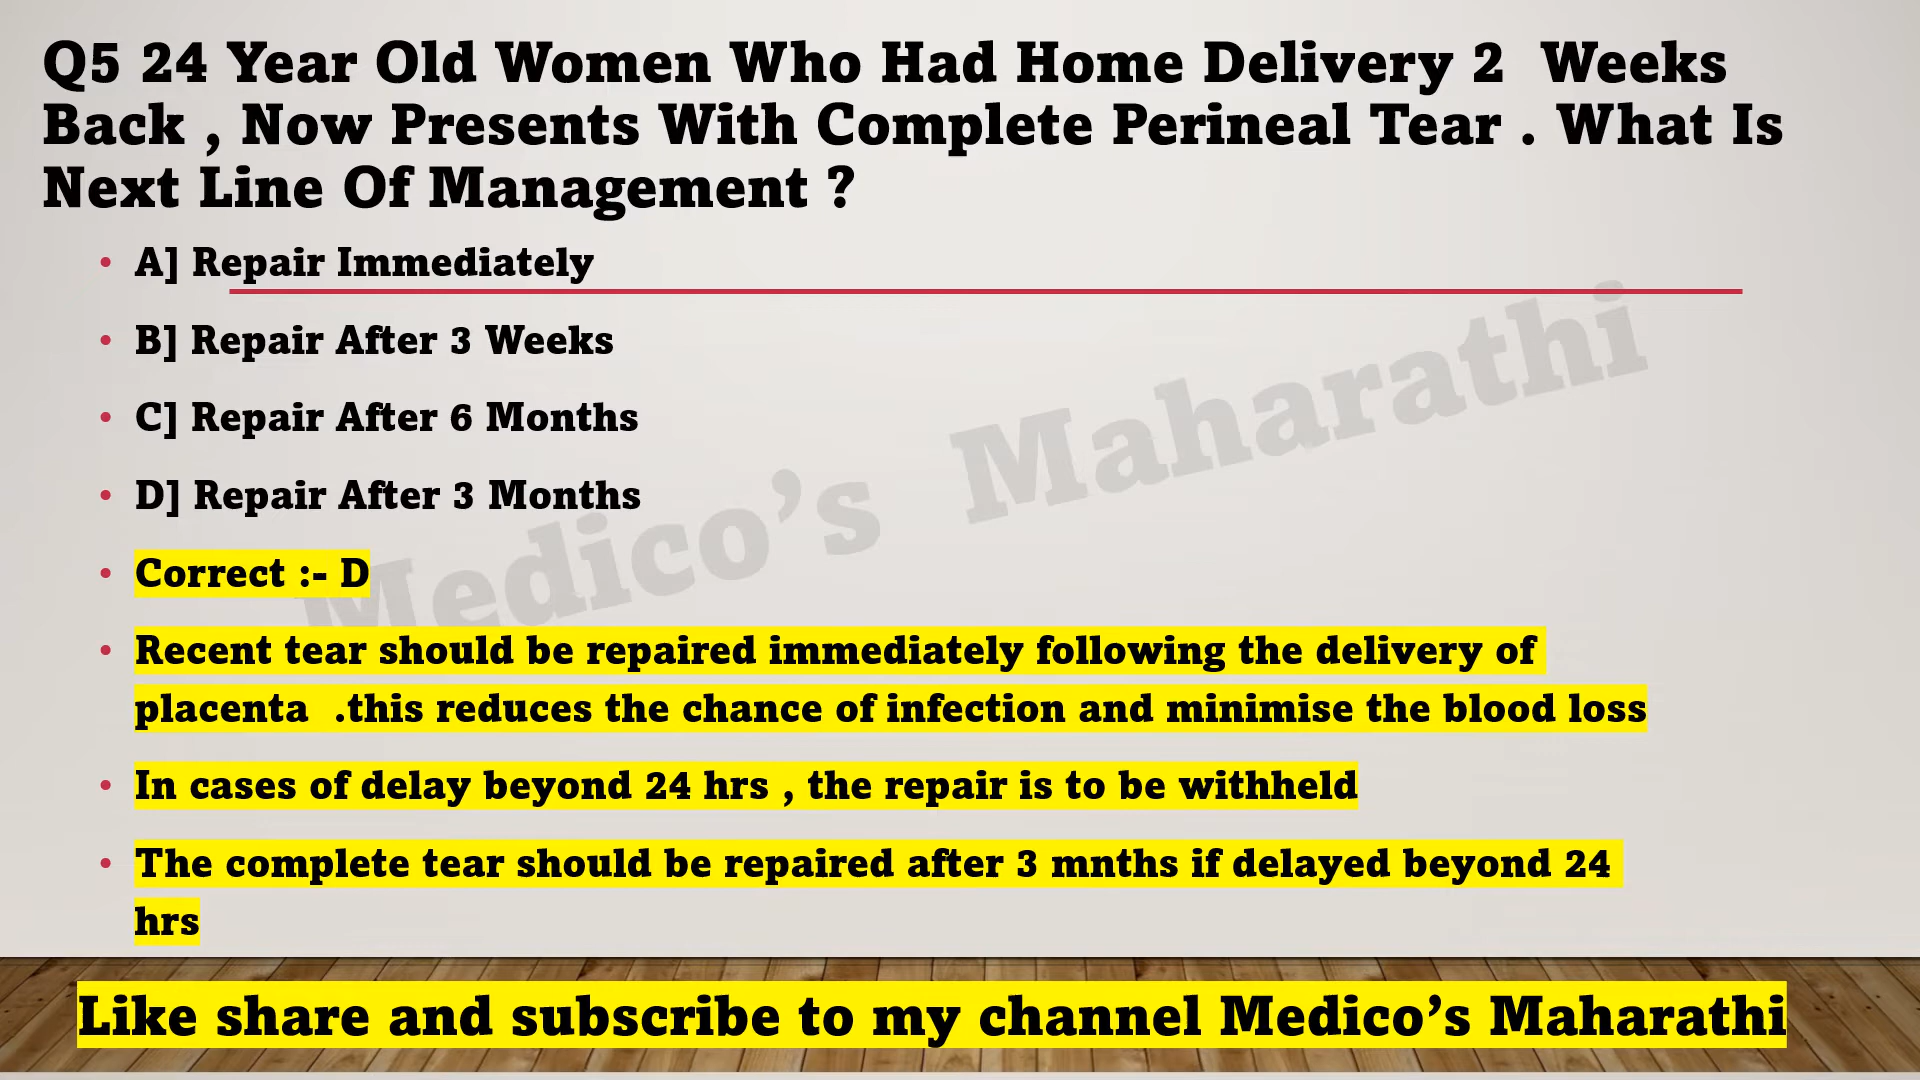 Q5 24 Year Old Women Who Had Home Delivery 2 Weeks
Back , Now Presents With Complete Perineal Tear . What Is
Next Line Of Management ?
• A] Repair Immediately
• B] Repair After 3 Weeks
• C] Repair After 6 Months
• D] Repair After 3 Months
Medico’s Maharathi
• Correct :- D
• Recent tear should be repaired immediately following the delivery of
placenta .this reduces the chance of infection and minimise the blood loss
• In cases of delay beyond 24 hrs , the repair is to be withheld
• The complete tear should be repaired after 3 mnths if delayed beyond 24
hrs
Like share and subscribe to my channel Medico’s Maharathi